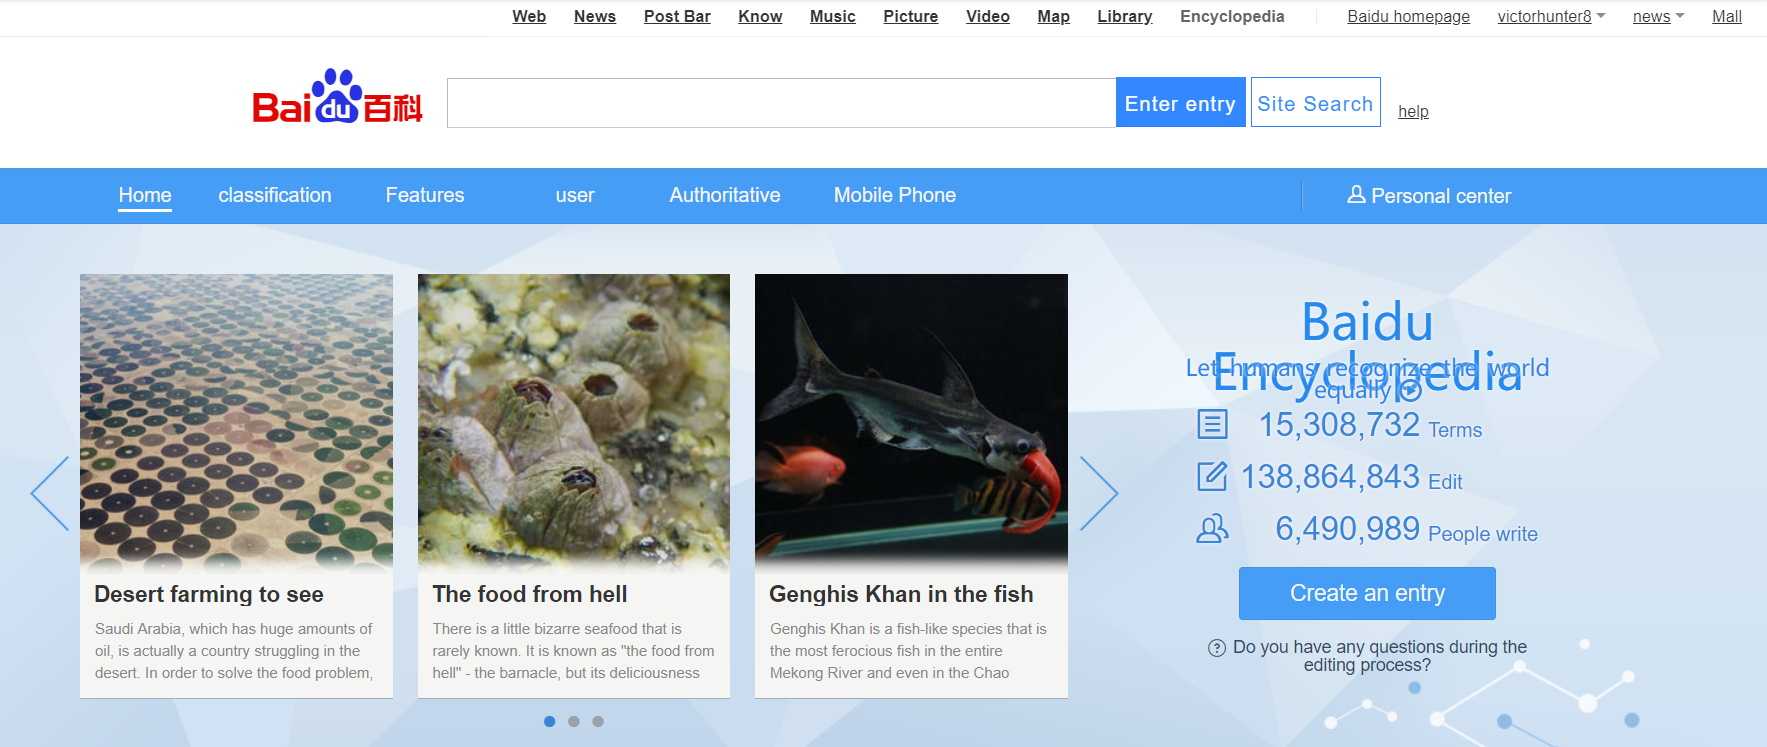 Web News Post Bar Know Music Picture Video Map Library Encyclopedia Baidu homepage victorhunter8 news Mall
Baidu百科
Enter entry Site Search help
Home classification Features user Authoritative Mobile Phone Personal center
Desert farming to see
Saudi Arabia, which has huge amounts of
oil, is actually a country struggling in the
desert. In order to solve the food problem,
The food from hell
There is a little bizarre seafood that is
rarely known. It is known as "the food from
hell" - the barnacle, but its deliciousness
Genghis Khan in the fish
Genghis Khan is a fish-like species that is
the most ferocious fish in the entire
Mekong River and even in the Chao
Baidu
Encyclopedia
Let humans recognize the world
equally
15,308,732 Terms
138,864,843 Edit
6,490,989 People write
Create an entry
? Do you have any questions during the
editing process?